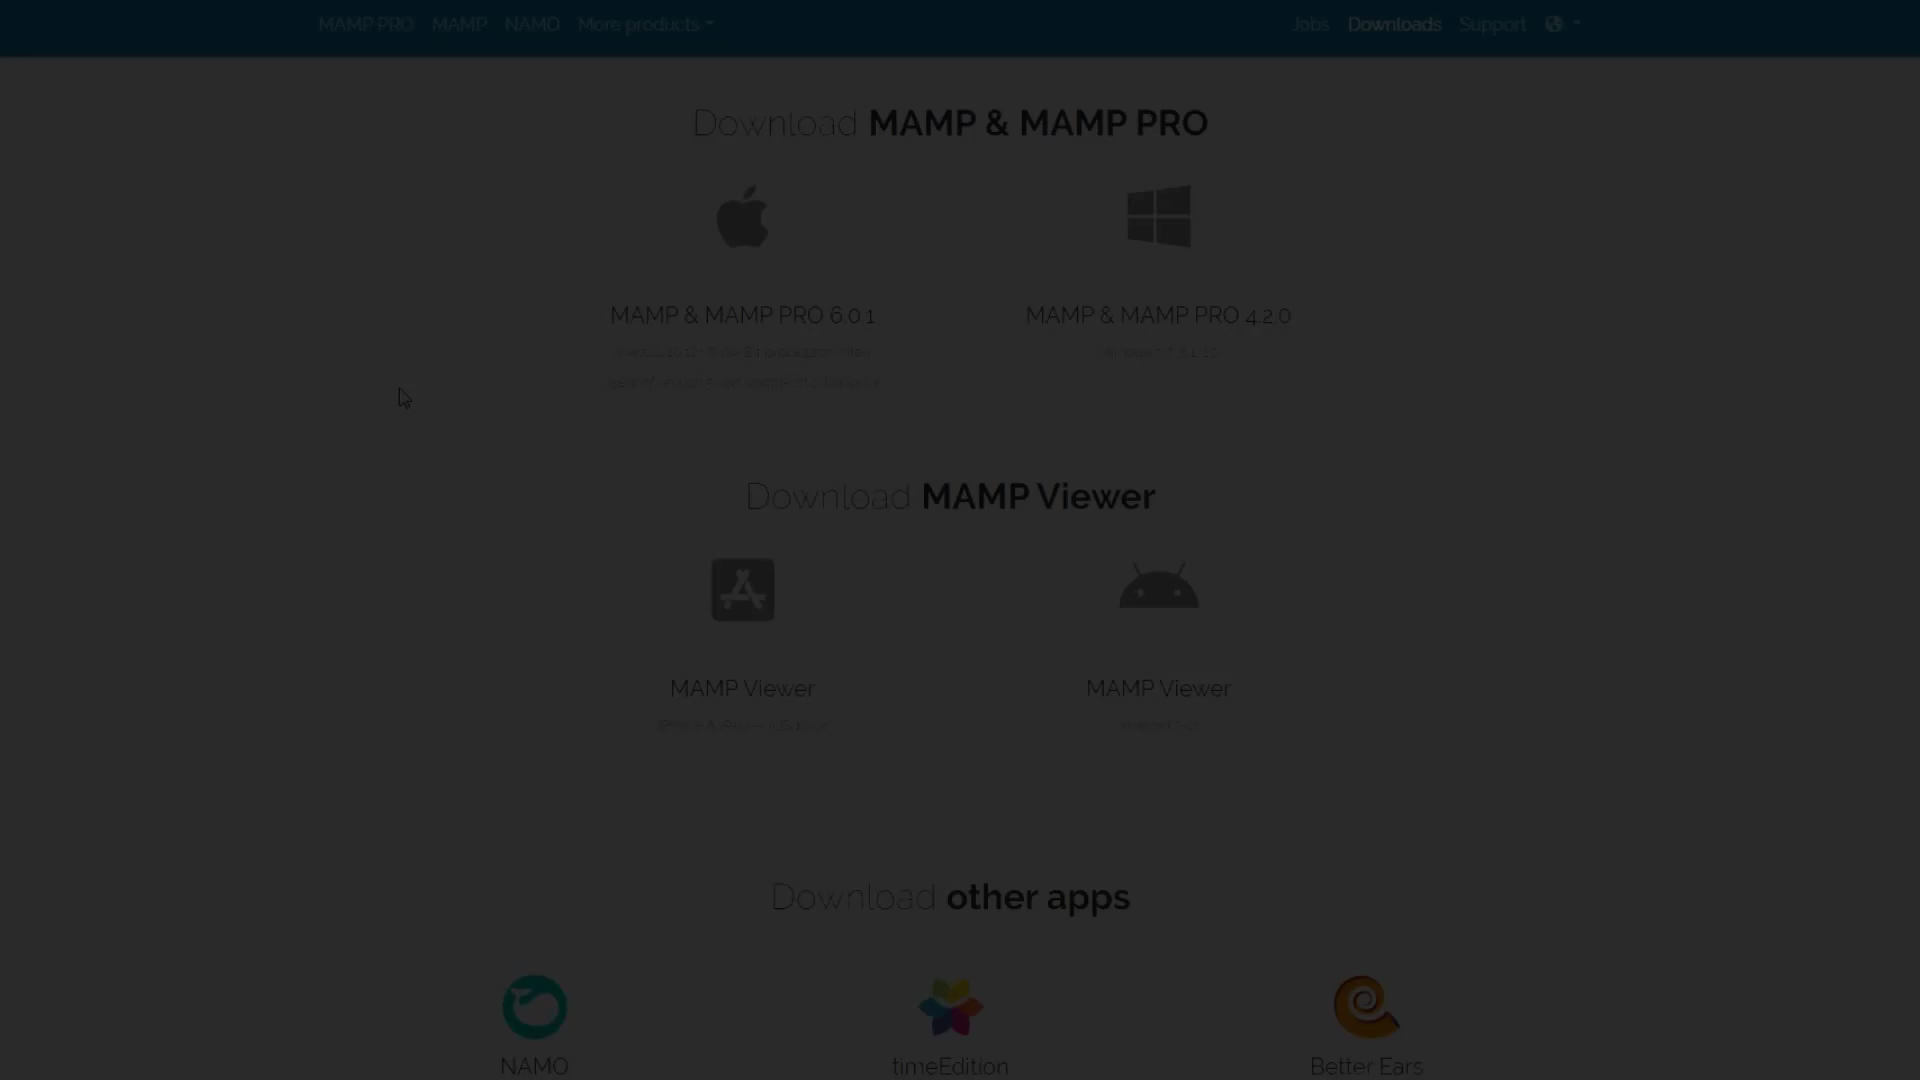 MAMP PRO MAMP NAMO More products Jobs Downloads Support
Download MAMP & MAMP PRO
MAMP & MAMP PRO 6.0.1 MAMP & MAMP PRO 4.2.0
Download MAMP Viewer
MAMP Viewer MAMP Viewer
Download other apps
NAMO timeEdition Better Ears